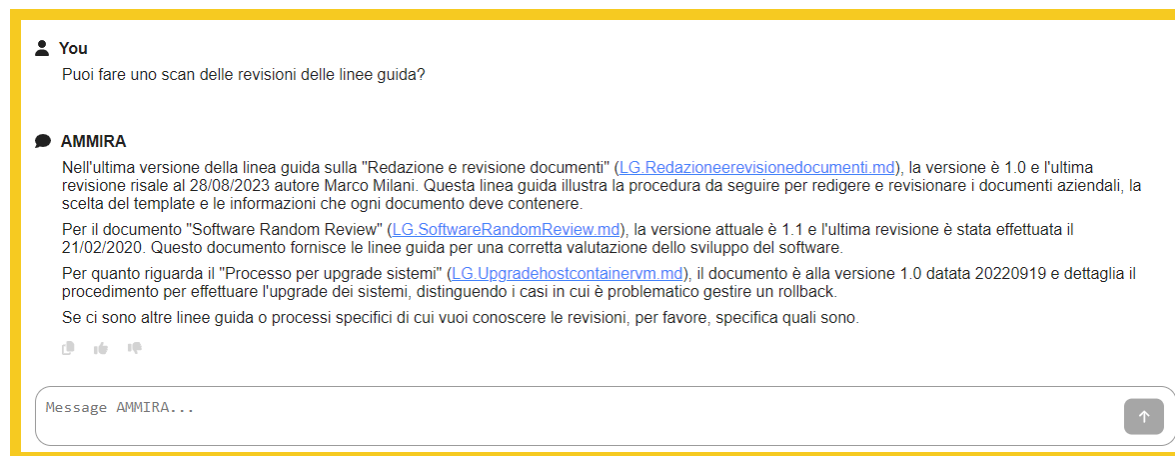 You
Puoi fare uno scan delle revisioni delle linee guida?
AMMIRA
Nell'ultima versione della linea guida sulla "Redazione e revisione documenti" (LG.Redazioneerevisionedocumenti.md), la versione è 1.0 e l'ultima
revisione risale al 28/08/2023 autore Marco Milani. Questa linea guida illustra la procedura da seguire per redigere e revisionare i documenti aziendali, la
scelta del template e le informazioni che ogni documento deve contenere.
Per il documento "Software Random Review" (LG.SoftwareRandomReview.md), la versione attuale è 1.1 e l'ultima revisione è stata effettuata il
21/02/2020. Questo documento fornisce le linee guida per una corretta valutazione dello sviluppo del software.
Per quanto riguarda il "Processo per upgrade sistemi" (LG.Upgradehostcontainervm.md), il documento è alla versione 1.0 datata 20220919 e dettaglia il
procedimento per effettuare l'upgrade dei sistemi, distinguendo i casi in cui è problematico gestire un rollback.
Se ci sono altre linee guida o processi specifici di cui vuoi conoscere le revisioni, per favore, specifica quali sono.
Message AMMIRA...